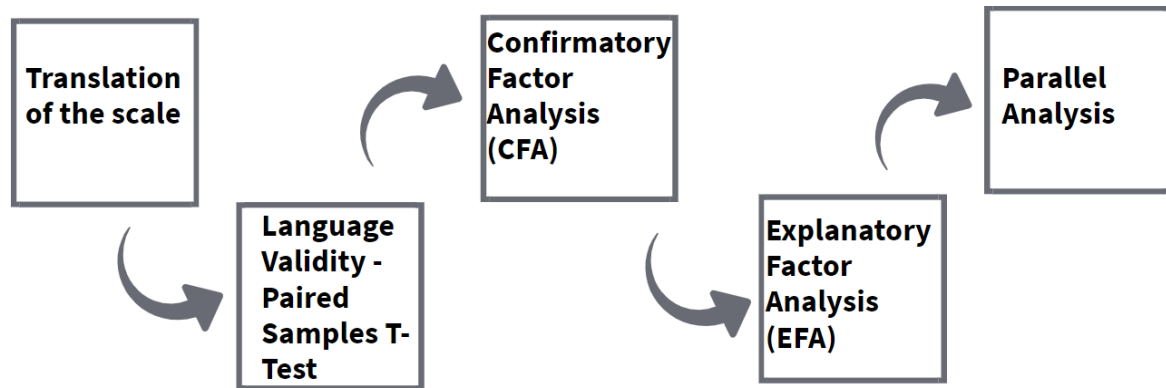 Translation
of the scale
Language
Validity -
Paired
Samples T-
Test
Confirmatory
Factor
Analysis
(CFA)
Explanatory
Factor
Analysis
(EFA)
Parallel
Analysis